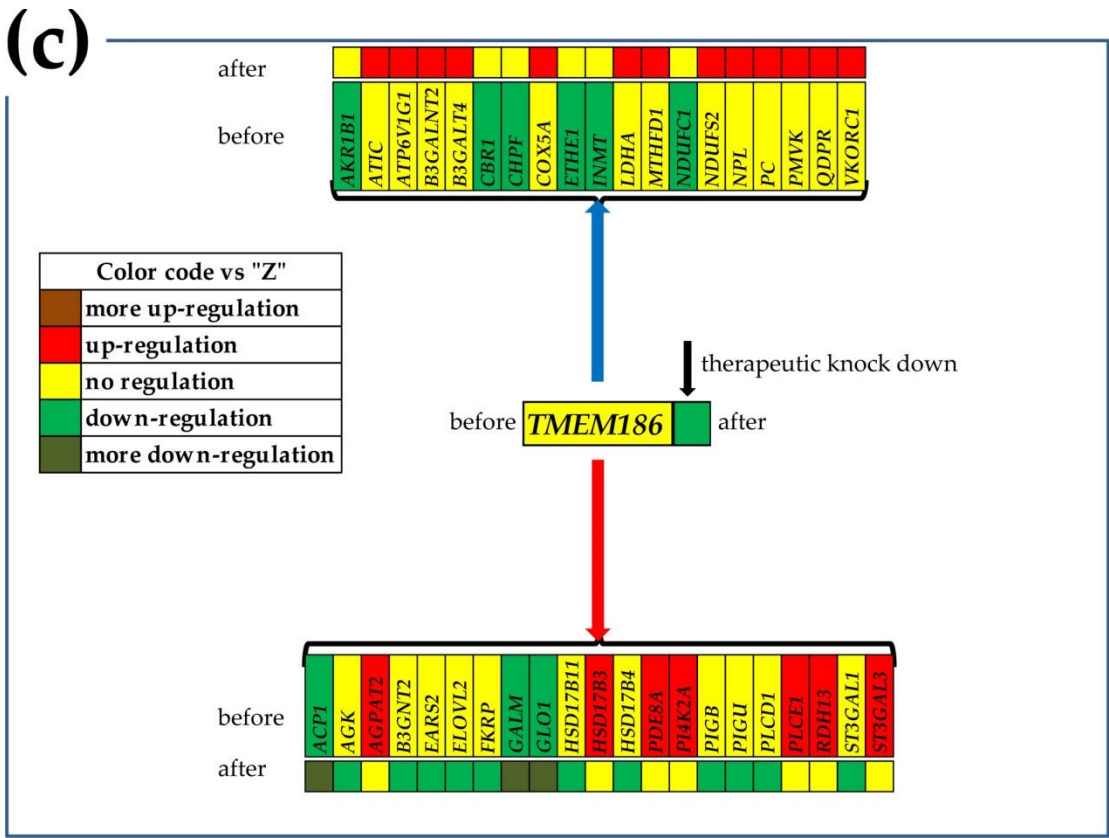 (c)
after
before
AKR1B1
ATIC
ATP6V1G1
B3GALNT2
B3GALT4
CBR1
CHPF
COX5A
ETHE1
INMT
LDHA
MTHFD1
NDUFC1
NDUFS2
NPL
PC
PMVK
QDPR
VKORC1
Color code vs "Z"
more up-regulation
up-regulation
no regulation
down-regulation
more down-regulation
therapeutic knock down
before TMEM186 after
before
ACP1
AGK
AGPAT2
B3GNT2
EARS2
ELOVL2
FKRP
GALM
GLO1
HSD17B11
HSD17B3
HSD17B4
PDE8A
PI4K2A
PIGB
PIGU
PLCD1
PLCE1
RDH13
ST3GAL1
ST3GAL3
after